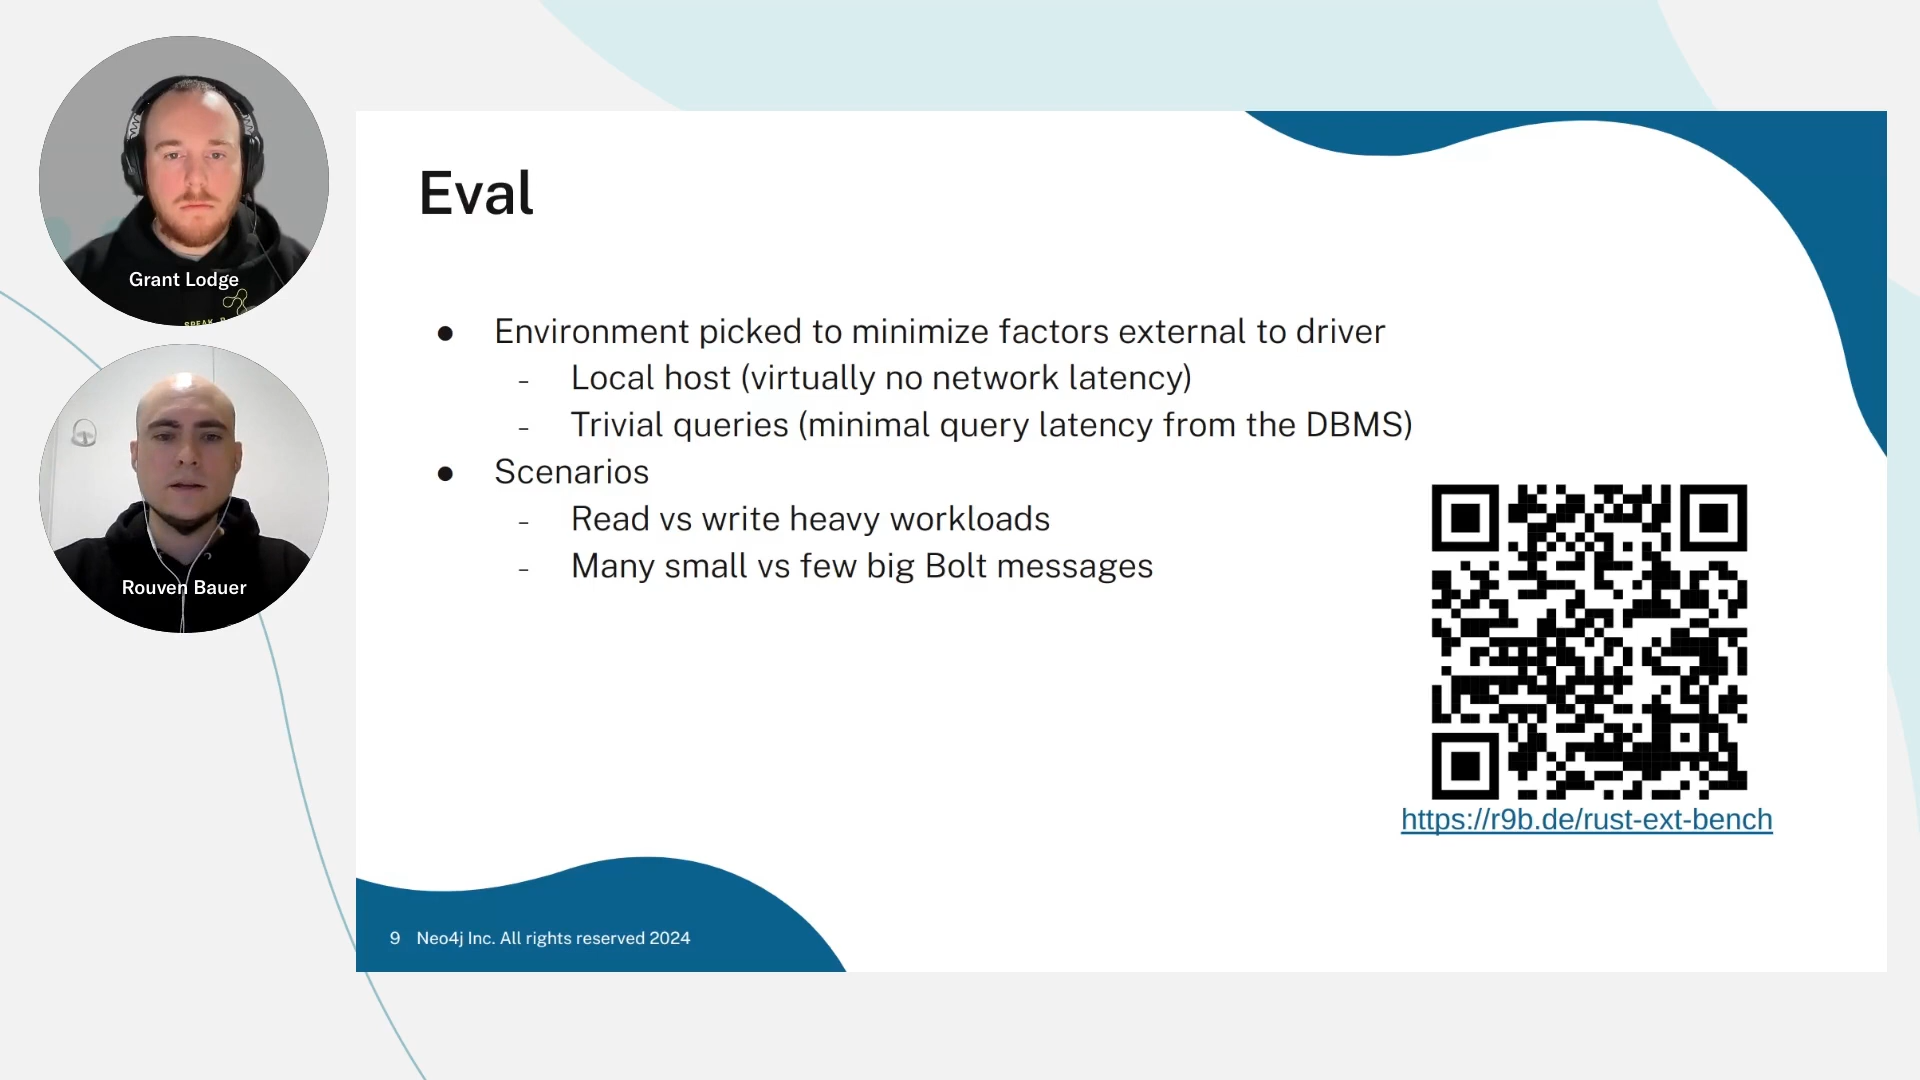 Grant Lodge
Rouven Bauer
Eval
● Environment picked to minimize factors external to driver
- Local host (virtually no network latency)
- Trivial queries (minimal query latency from the DBMS)
● Scenarios
- Read vs write heavy workloads
- Many small vs few big Bolt messages
https://r9b.de/rust-ext-bench
9 Neo4j Inc. All rights reserved 2024